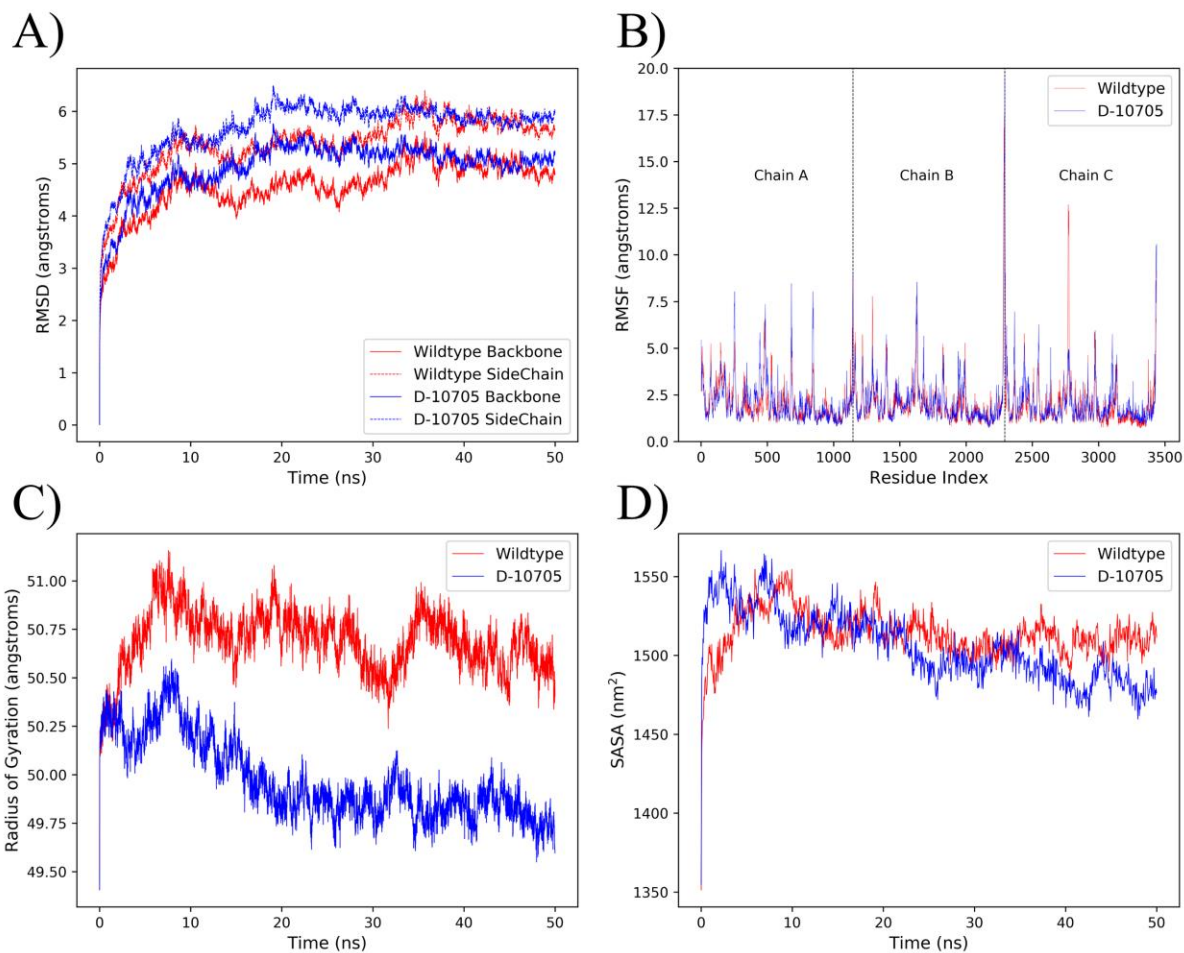 A)
6
5
4
3
2
1
0
RMSD (angstroms)
Wildtype Backbone
Wildtype SideChain
D-10705 Backbone
D-10705 SideChain
0 10 20 30 40 50
Time (ns)
B)
20.0
17.5
15.0
12.5
10.0
7.5
5.0
2.5
0.0
RMSF (angstroms)
Wildtype
D-10705
Chain A Chain B Chain C
0 500 1000 1500 2000 2500 3000 3500
Residue Index
C)
51.00
50.75
50.50
50.25
50.00
49.75
49.50
Radius of Gyration (angstroms)
Wildtype
D-10705
0 10 20 30 40 50
Time (ns)
D)
1550
1500
1450
1400
1350
SASA (nm²)
Wildtype
D-10705
0 10 20 30 40 50
Time (ns)